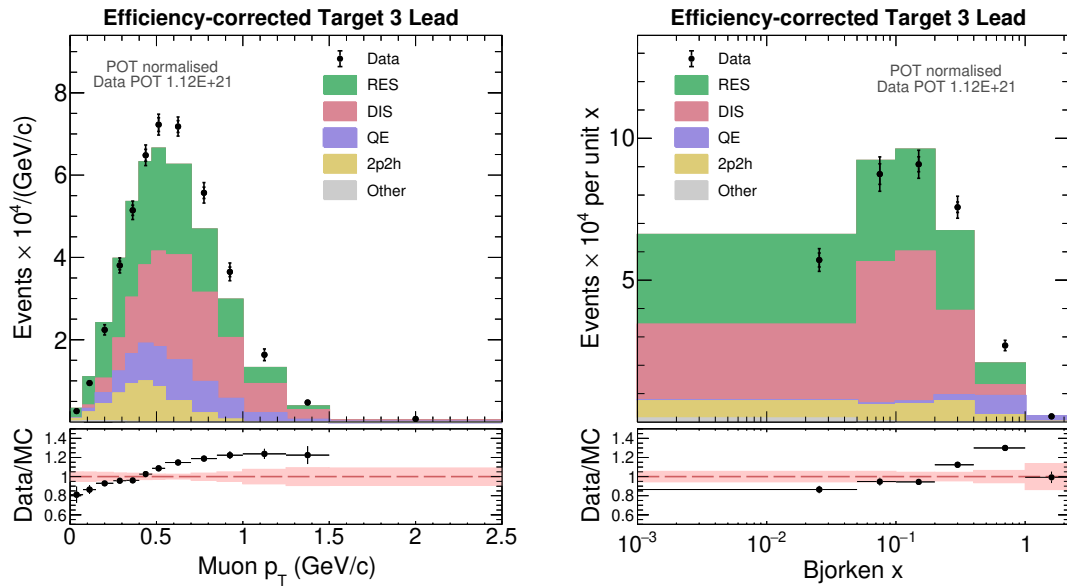 Efficiency-corrected Target 3 Lead
POT normalised
Data POT 1.12E+21
Data
RES
DIS
QE
2p2h
Other
Events × 10⁴/(GeV/c)
8
6
4
2
Data/MC
1.4
1.2
1
0.8
0.6
0 0.5 1.0 1.5 2.0 2.5
Muon p_T (GeV/c)
Efficiency-corrected Target 3 Lead
Data
RES
DIS
QE
2p2h
Other
POT normalised
Data POT 1.12E+21
Events × 10⁴ per unit x
10
5
Data/MC
1.4
1.2
1
0.8
0.6
10⁻³ 10⁻² 10⁻¹ 1
Bjorken x